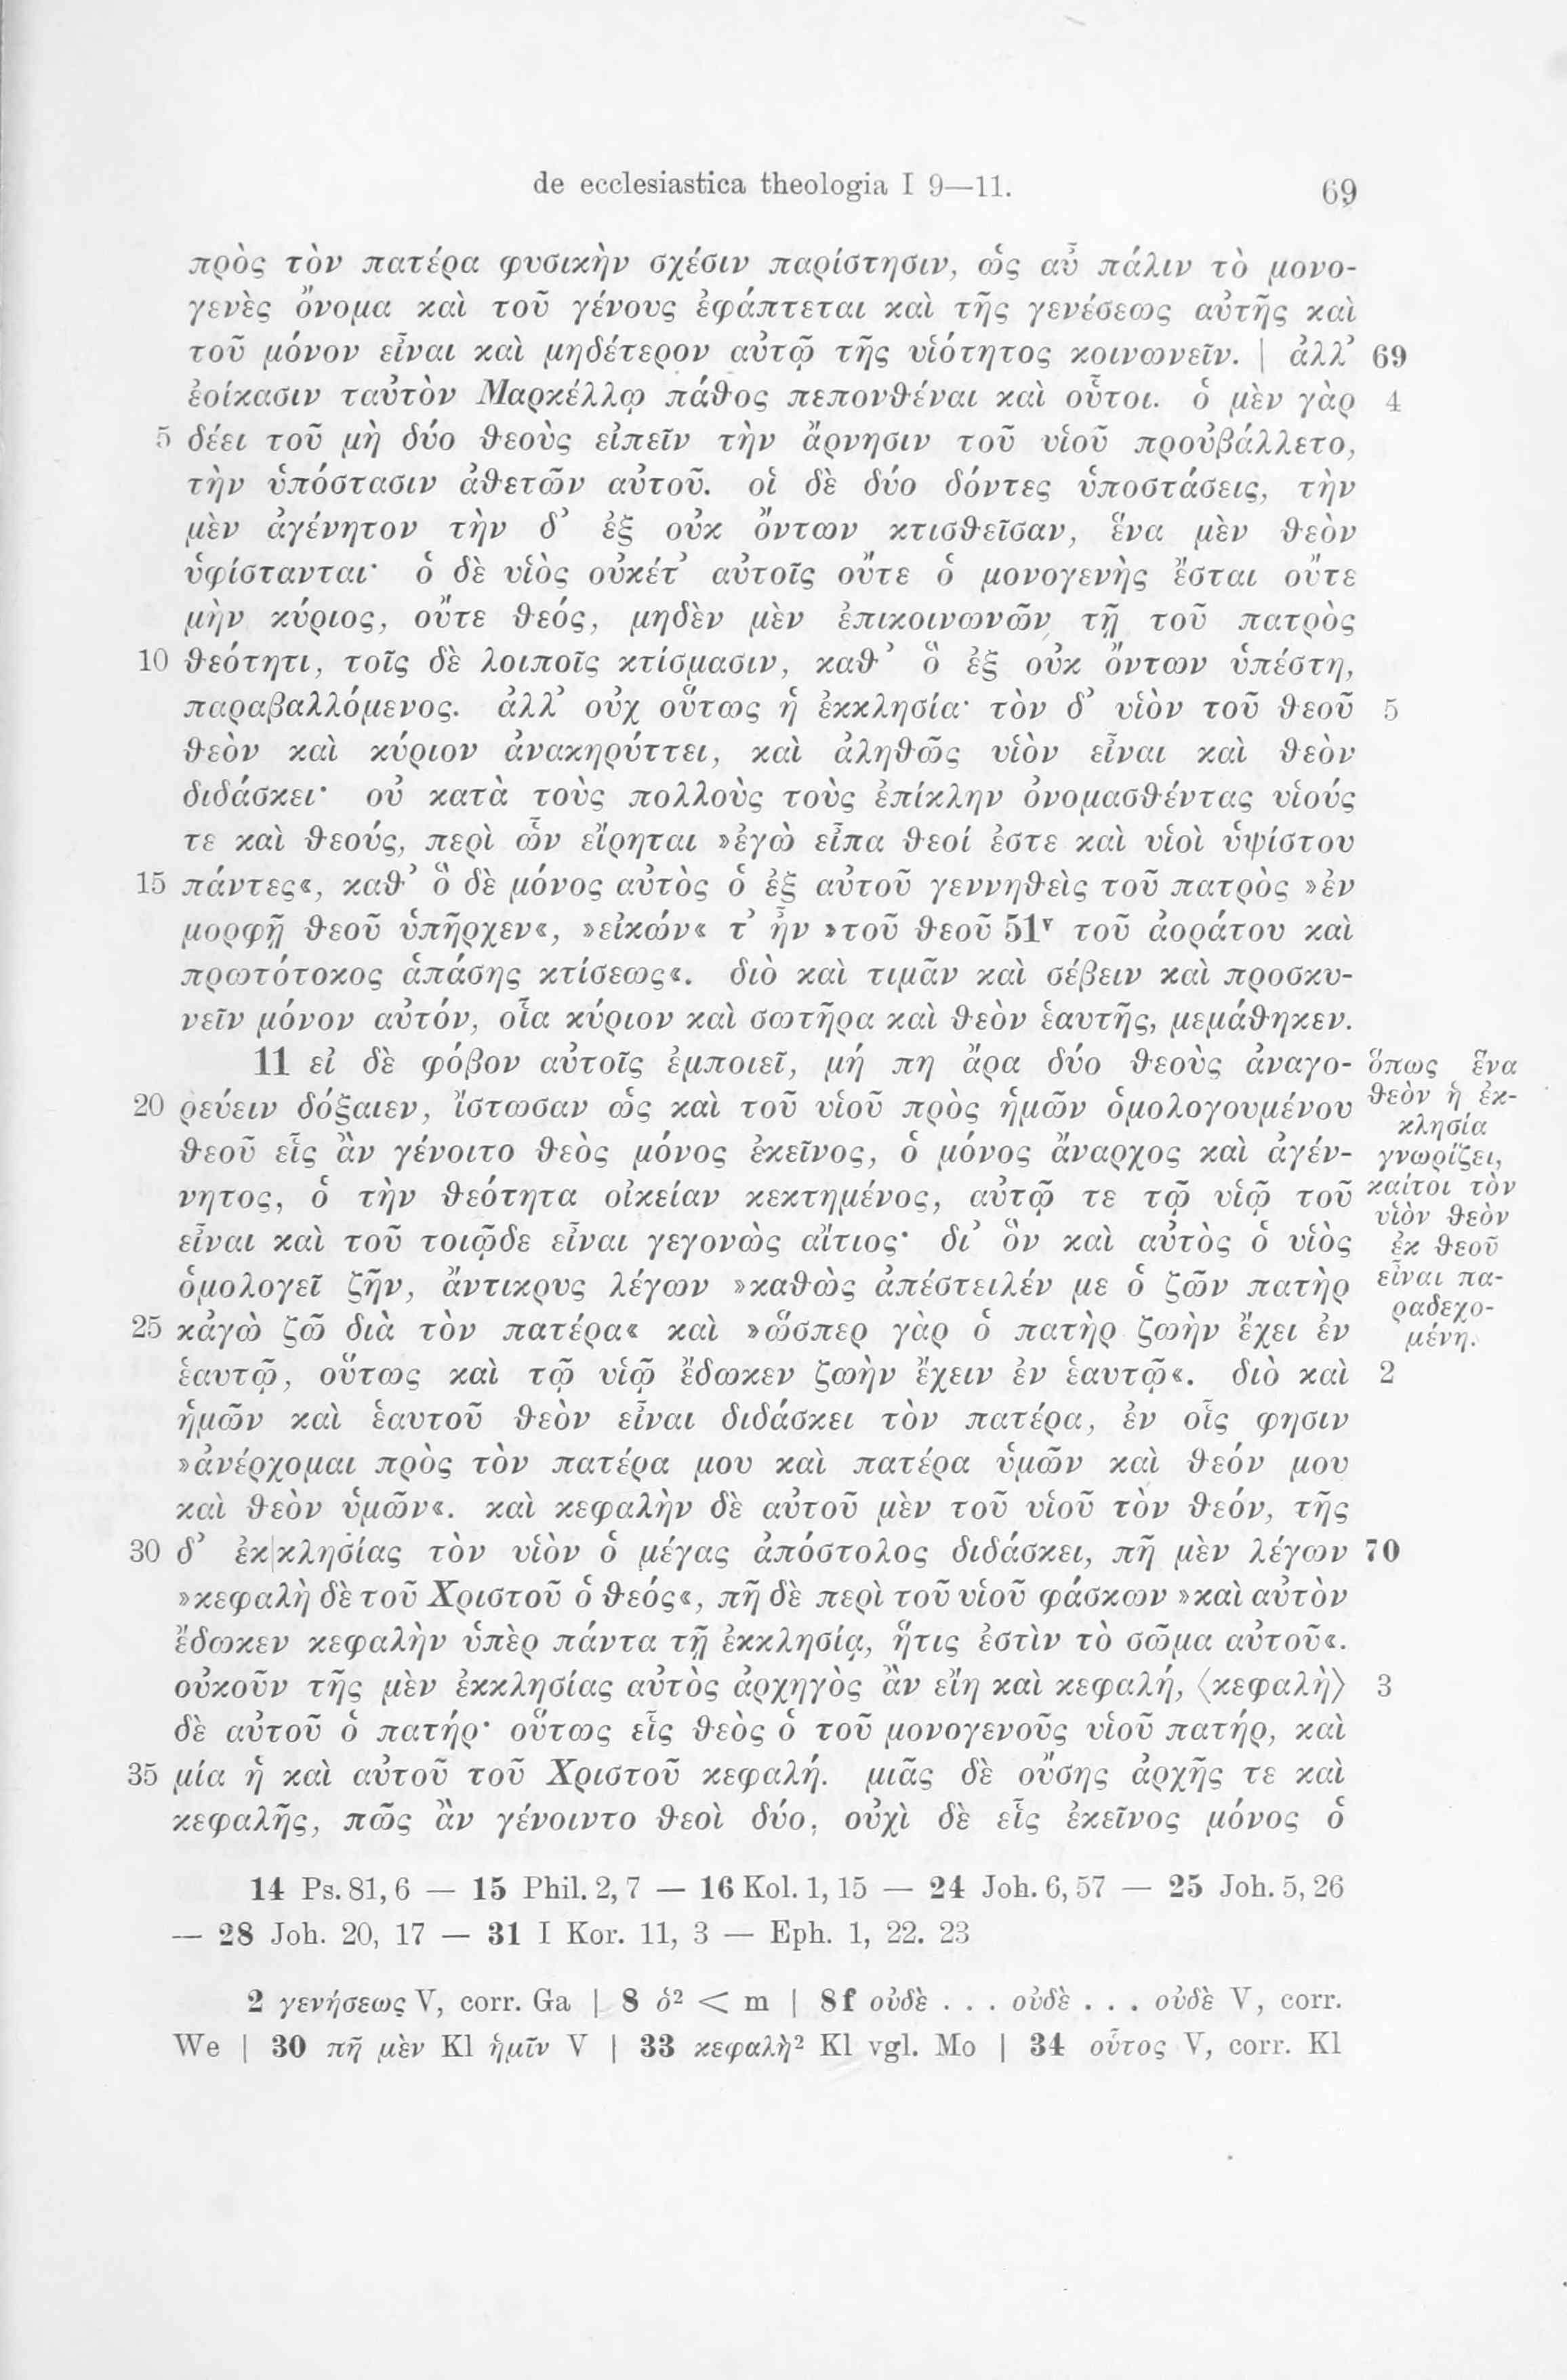 de ecclesiastica theologia I 9—11. 69
πρὸς τὸν πατέρα φυσικὴν σχέσιν παρίστησιν, ὡς αὖ πάλιν τὸ μονο-
γενὲς ὄνομα καὶ τοῦ γένους ἐφάπτεται καὶ τῆς γενέσεως αὐτῆς καὶ
τοῦ μόνον εἶναι καὶ μηδέτερον αὐτῷ τῆς υἱότητος κοινωνεῖν. | ἀλλ’ 69
ἐοίκασιν ταὐτὸν Μαρκέλλῳ πάθος πεπονθέναι καὶ οὗτοι. ὁ μὲν γὰρ 4
5 δέει τοῦ μὴ δύο θεοὺς εἰπεῖν τὴν ἄρνησιν τοῦ υἱοῦ προὐβάλλετο,
τὴν ὑπόστασιν ἀθετῶν αὐτοῦ. οἱ δὲ δύο δόντες ὑποστάσεις, τὴν
μὲν ἀγένητον τὴν δ’ ἐξ οὐκ ὄντων κτισθεῖσαν, ἕνα μὲν θεὸν
ὑφίστανται· ὁ δὲ υἱὸς οὐκέτ’ αὐτοῖς οὔτε ὁ μονογενὴς ἔσται οὔτε
μὴν κύριος, οὔτε θεός, μηδὲν μὲν ἐπικοινωνῶν τῇ τοῦ πατρὸς
10 θεότητι, τοῖς δὲ λοιποῖς κτίσμασιν, καθ’ ὃ ἐξ οὐκ ὄντων ὑπέστη,
παραβαλλόμενος. ἀλλ’ οὐχ οὕτως ἡ ἐκκλησία· τὸν δ’ υἱὸν τοῦ θεοῦ 5
θεὸν καὶ κύριον ἀνακηρύττει, καὶ ἀληθῶς υἱὸν εἶναι καὶ θεὸν
διδάσκει· οὐ κατὰ τοὺς πολλοὺς τοὺς ἐπίκλην ὀνομασθέντας υἱούς
τε καὶ θεούς, περὶ ὧν εἴρηται »ἐγὼ εἶπα θεοί ἐστε καὶ υἱοὶ ὑψίστου
15 πάντες«, καθ’ ὃ δὲ μόνος αὐτὸς ὁ ἐξ αὐτοῦ γεννηθεὶς τοῦ πατρὸς »ἐν
μορφῇ θεοῦ ὑπῆρχεν«, »εἰκών« τ’ ἦν »τοῦ θεοῦ 51ᵛ τοῦ ἀοράτου καὶ
πρωτότοκος ἁπάσης κτίσεως«. διὸ καὶ τιμᾶν καὶ σέβειν καὶ προσκυ-
νεῖν μόνον αὐτόν, οἷα κύριον καὶ σωτῆρα καὶ θεὸν ἑαυτῆς, μεμάθηκεν.
11 εἰ δὲ φόβον αὐτοῖς ἐμποιεῖ, μή πη ἄρα δύο θεοὺς ἀναγο-
20 ρεύειν δόξαιεν, ἴστωσαν ὡς καὶ τοῦ υἱοῦ πρὸς ἡμῶν ὁμολογουμένου
θεοῦ εἷς ἂν γένοιτο θεὸς μόνος ἐκεῖνος, ὁ μόνος ἄναρχος καὶ ἀγέν-
νητος, ὁ τὴν θεότητα οἰκείαν κεκτημένος, αὐτῷ τε τῷ υἱῷ τοῦ
εἶναι καὶ τοῦ τοιῷδε εἶναι γεγονὼς αἴτιος· δι’ ὃν καὶ αὐτὸς ὁ υἱὸς
ὁμολογεῖ ζῆν, ἄντικρυς λέγων »καθὼς ἀπέστειλέν με ὁ ζῶν πατὴρ
25 κἀγὼ ζῶ διὰ τὸν πατέρα« καὶ »ὥσπερ γὰρ ὁ πατὴρ ζωὴν ἔχει ἐν
ἑαυτῷ, οὕτως καὶ τῷ υἱῷ ἔδωκεν ζωὴν ἔχειν ἐν ἑαυτῷ«. διὸ καὶ 2
ἡμῶν καὶ ἑαυτοῦ θεὸν εἶναι διδάσκει τὸν πατέρα, ἐν οἷς φησιν
»ἀνέρχομαι πρὸς τὸν πατέρα μου καὶ πατέρα ὑμῶν καὶ θεόν μου
καὶ θεὸν ὑμῶν«. καὶ κεφαλὴν δὲ αὐτοῦ μὲν τοῦ υἱοῦ τὸν θεόν, τῆς
30 δ’ ἐκ|κλησίας τὸν υἱὸν ὁ μέγας ἀπόστολος διδάσκει, πῆ μὲν λέγων 70
»κεφαλὴ δὲ τοῦ Χριστοῦ ὁ θεός«, πῆ δὲ περὶ τοῦ υἱοῦ φάσκων »καὶ αὐτὸν
ἔδωκεν κεφαλὴν ὑπὲρ πάντα τῇ ἐκκλησίᾳ, ἥτις ἐστὶν τὸ σῶμα αὐτοῦ«.
οὐκοῦν τῆς μὲν ἐκκλησίας αὐτὸς ἀρχηγὸς ἂν εἴη καὶ κεφαλή, ⟨κεφαλὴ⟩ 3
δὲ αὐτοῦ ὁ πατήρ· οὕτως εἷς θεὸς ὁ τοῦ μονογενοῦς υἱοῦ πατήρ, καὶ
35 μία ἡ καὶ αὐτοῦ τοῦ Χριστοῦ κεφαλή. μιᾶς δὲ οὔσης ἀρχῆς τε καὶ
κεφαλῆς, πῶς ἂν γένοιντο θεοὶ δύο, οὐχὶ δὲ εἷς ἐκεῖνος μόνος ὁ
ὅπως ἕνα
θεὸν ἡ ἐκ-
κλησία
γνωρίζει,
καίτοι τὸν
υἱὸν θεὸν
ἐκ θεοῦ
εἶναι πα-
ραδεχο-
μένη.
14 Ps. 81, 6 — 15 Phil. 2, 7 — 16 Kol. 1, 15 — 24 Joh. 6, 57 — 25 Joh. 5, 26
— 28 Joh. 20, 17 — 31 I Kor. 11, 3 — Eph. 1, 22. 23
2 γενήσεως V, corr. Ga | 8 ὁ² < m | 8f οὐδὲ . . . οὐδὲ . . . οὐδὲ V, corr.
We | 30 πῆ μὲν Kl ἡμῖν V | 33 κεφαλὴ² Kl vgl. Mo | 34 οὗτος V, corr. Kl